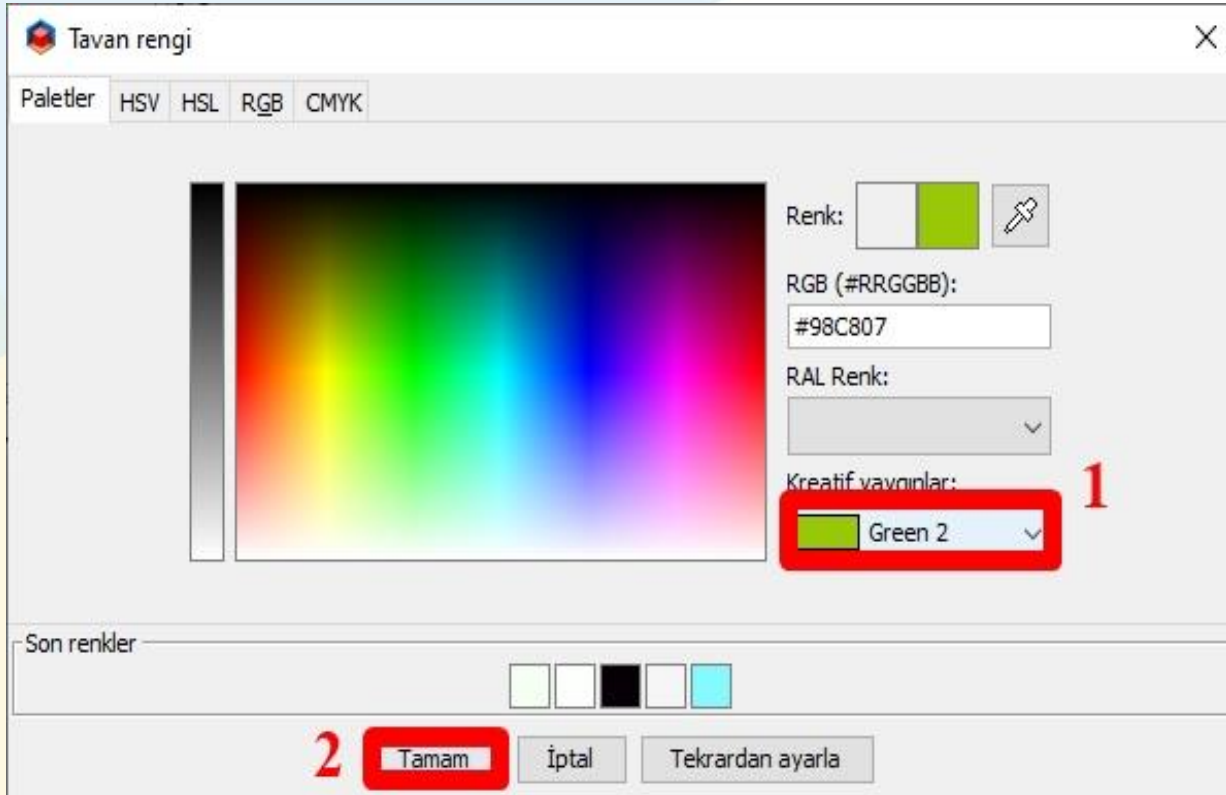 Tavan rengi
Paletler HSV HSL RGB CMYK
Renk:
RGB (#RRGGBB):
#98C807
RAL Renk:
Kreatif yaygınlar:
1
Green 2
Son renkler
2 Tamam İptal Tekrardan ayarla